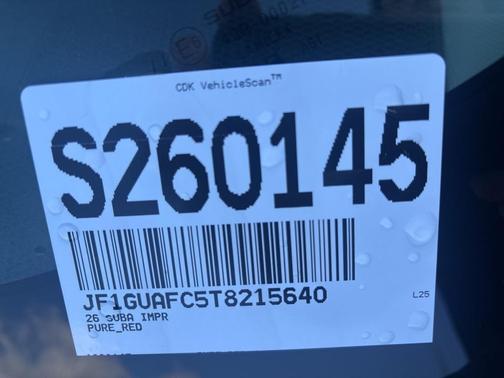 CDK VehicleScan™
S260145
JF1GUAFC5T8215640
L25
26 SUBA IMPR
PURE_RED